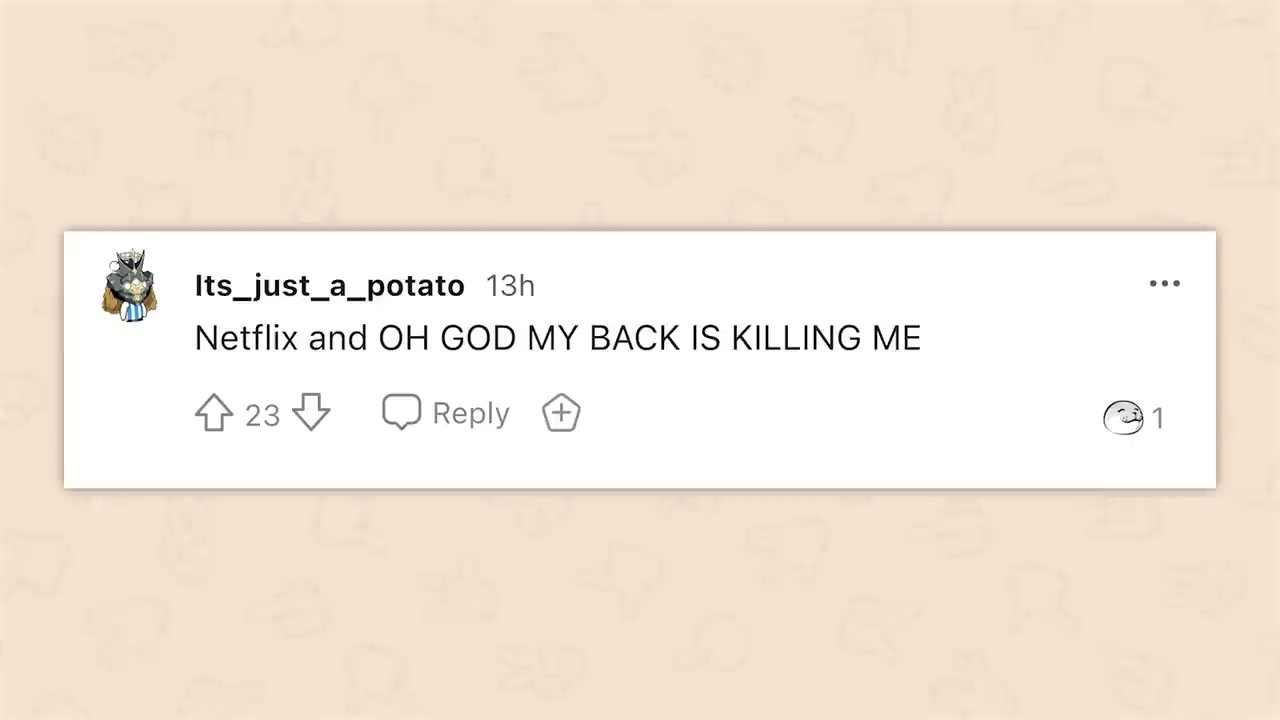 Its_just_a_potato 13h
Netflix and OH GOD MY BACK IS KILLING ME
23 Reply 1